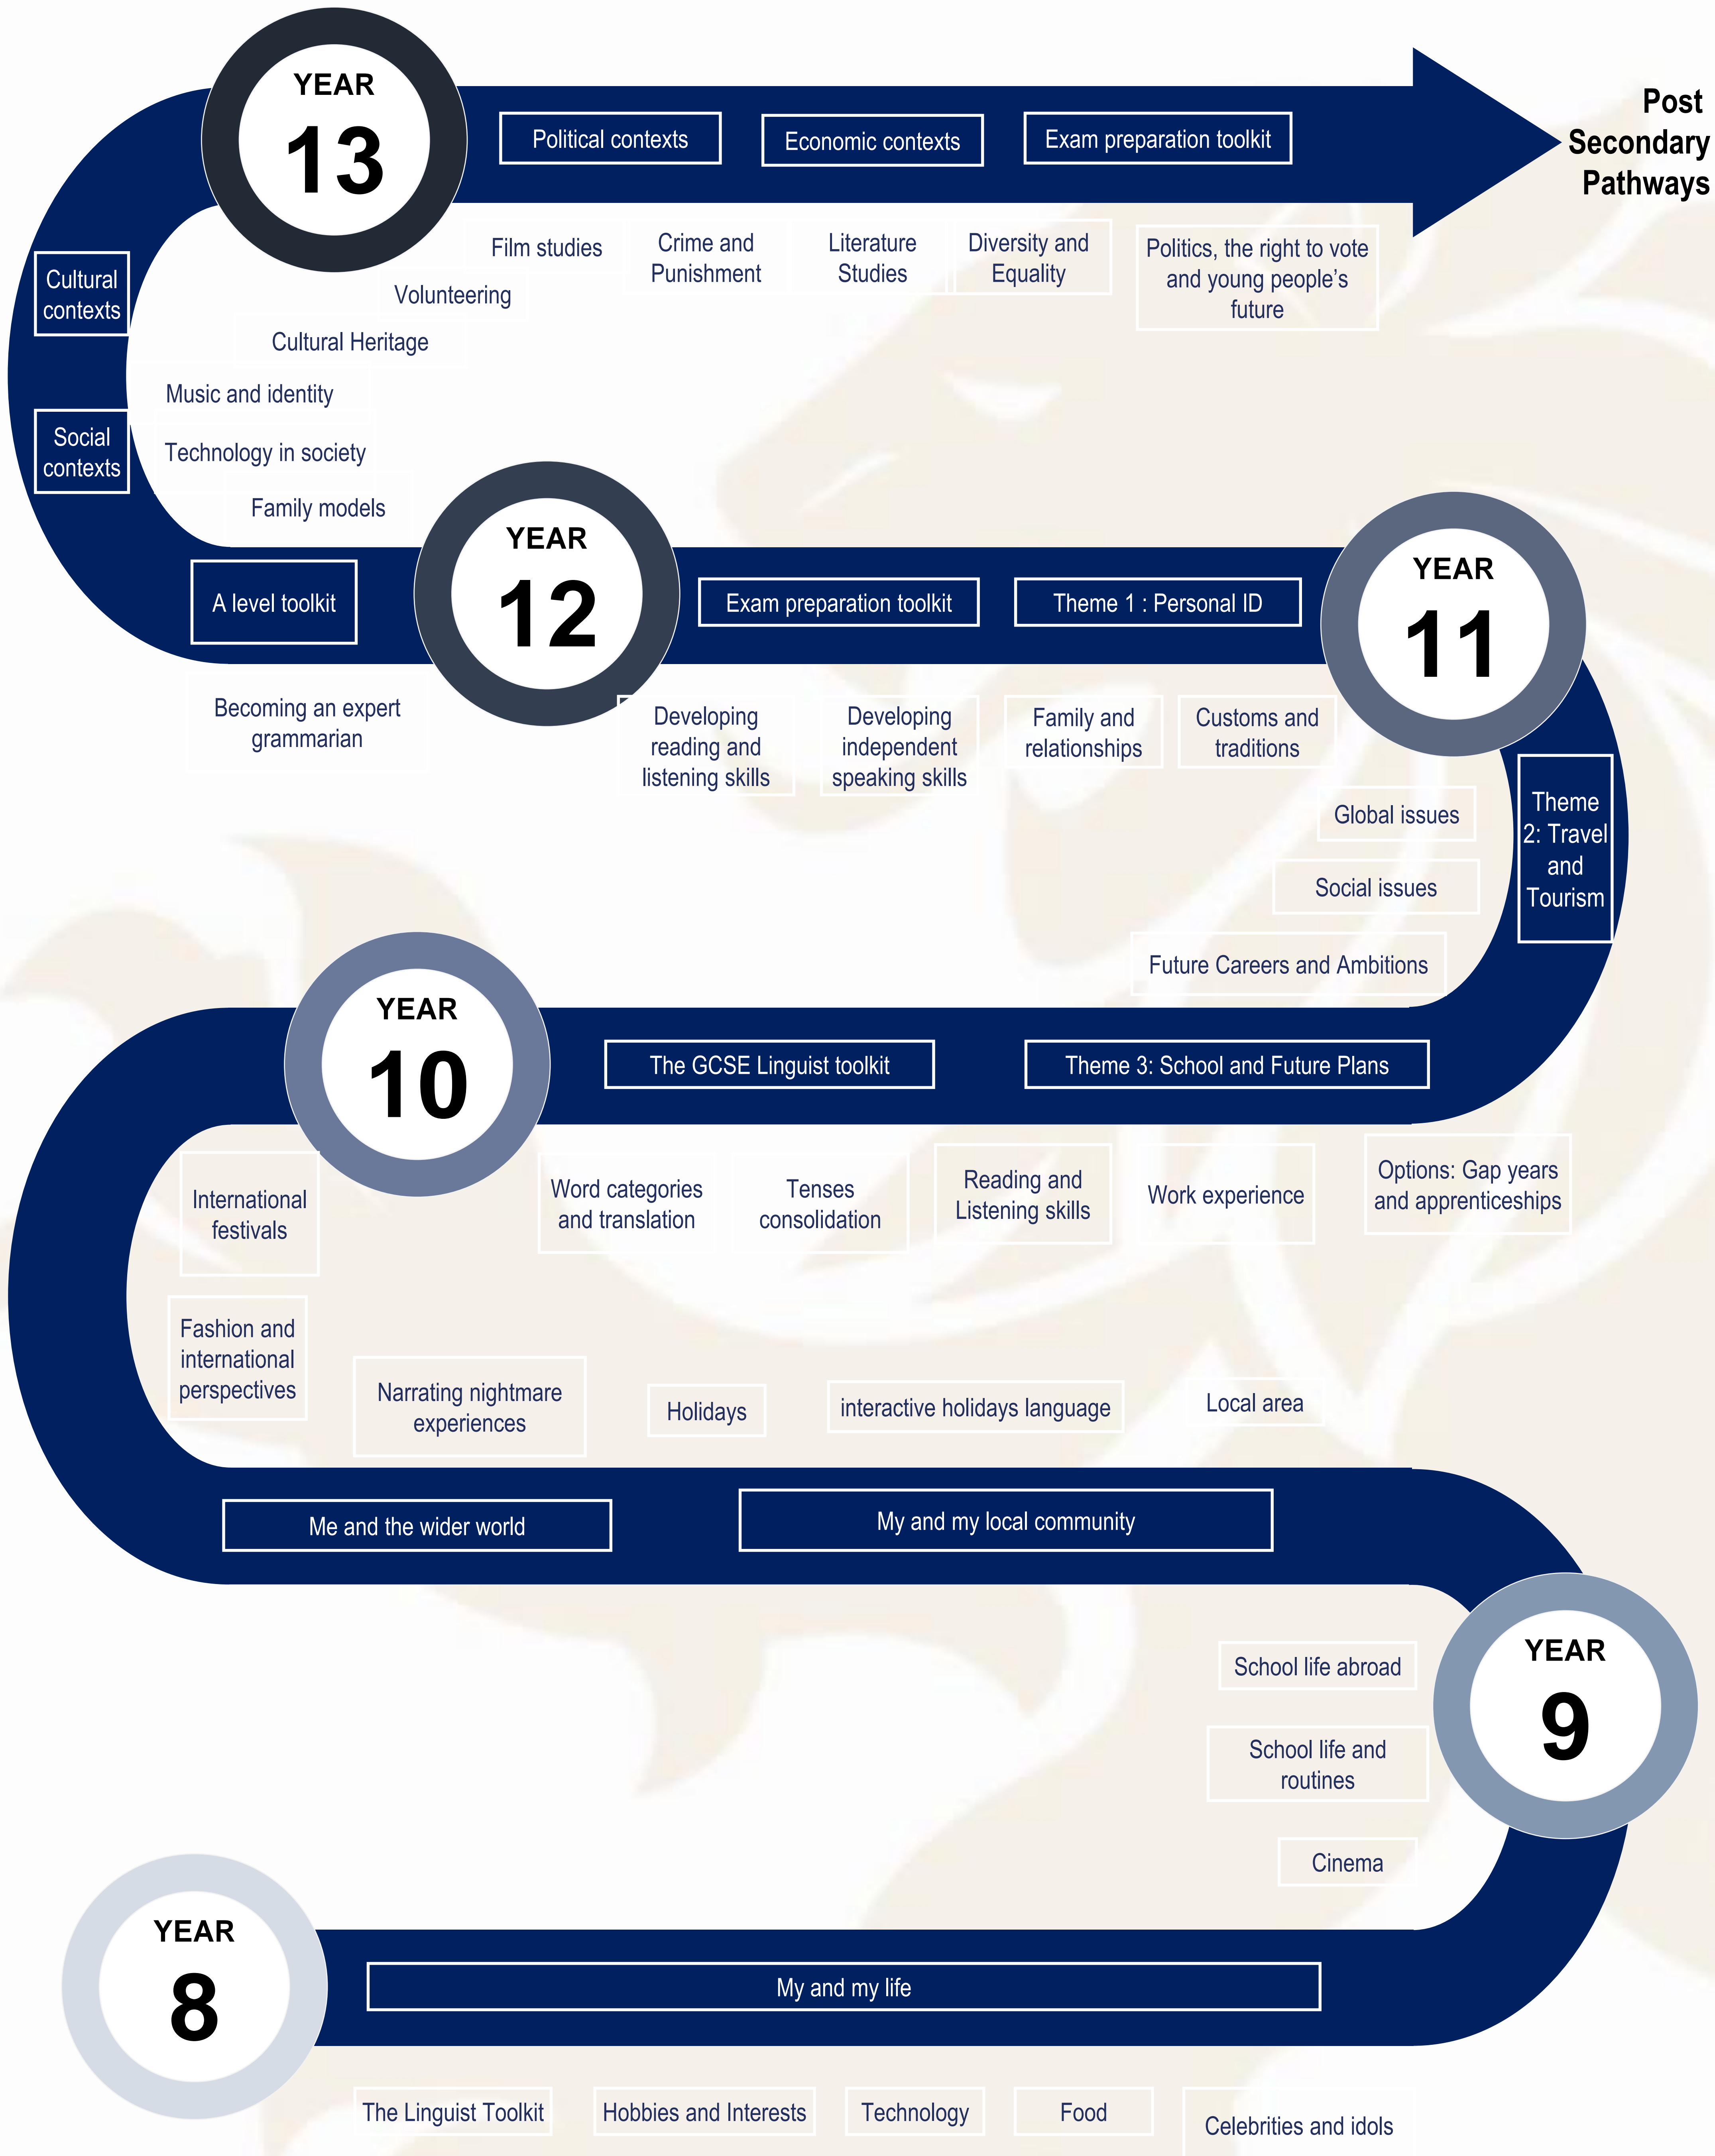 YEAR
13
Political contexts
Economic contexts
Exam preparation toolkit
Post
Secondary
Pathways
Film studies
Crime and
Punishment
Literature
Studies
Diversity and
Equality
Politics, the right to vote
and young people’s
future
Cultural
contexts
Volunteering
Cultural Heritage
Music and identity
Social
contexts
Technology in society
Family models
A level toolkit
YEAR
12
Exam preparation toolkit
Theme 1 : Personal ID
YEAR
11
Becoming an expert
grammarian
Developing
reading and
listening skills
Developing
independent
speaking skills
Family and
relationships
Customs and
traditions
Global issues
Theme
2: Travel
and
Tourism
Social issues
Future Careers and Ambitions
YEAR
10
The GCSE Linguist toolkit
Theme 3: School and Future Plans
International
festivals
Word categories
and translation
Tenses
consolidation
Reading and
Listening skills
Work experience
Options: Gap years
and apprenticeships
Fashion and
international
perspectives
Narrating nightmare
experiences
Holidays
interactive holidays language
Local area
Me and the wider world
My and my local community
YEAR
9
School life abroad
School life and
routines
Cinema
YEAR
8
My and my life
The Linguist Toolkit
Hobbies and Interests
Technology
Food
Celebrities and idols